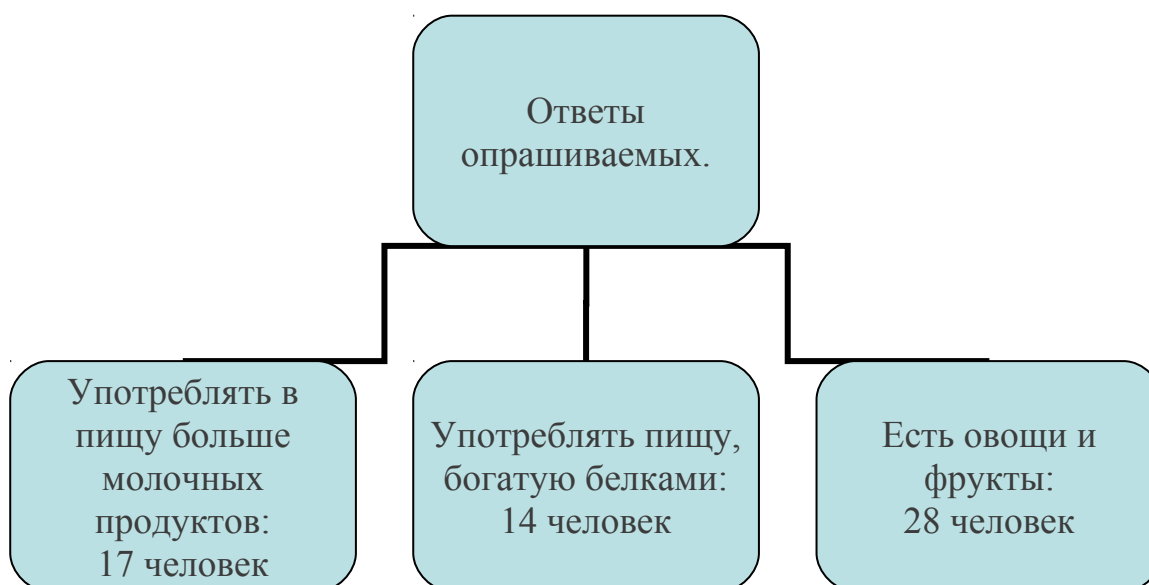 Ответы
опрашиваемых.
Употреблять в
пищу больше
молочных
продуктов:
17 человек
Употреблять пищу,
богатую белками:
14 человек
Есть овощи и
фрукты:
28 человек